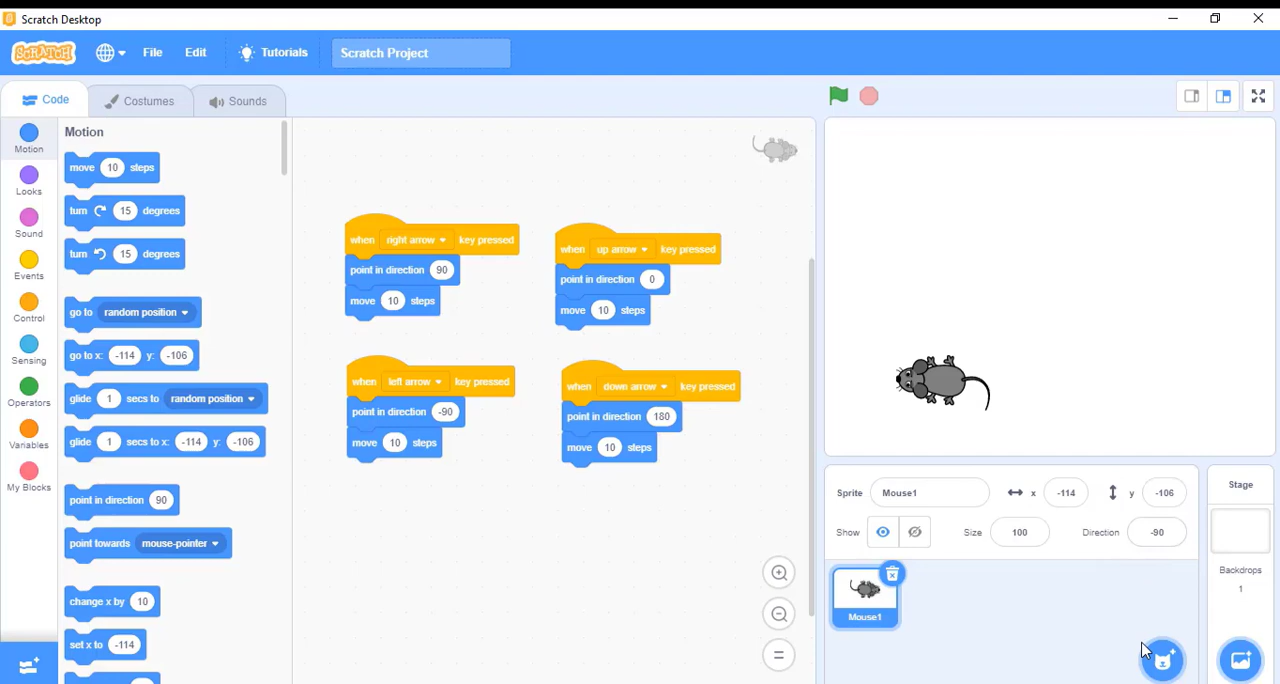 Scratch Desktop
SCRATCH File Edit Tutorials Scratch Project
Code Costumes Sounds
Motion
Looks
Sound
Events
Control
Sensing
Operators
Variables
My Blocks
Motion
move 10 steps
turn 15 degrees
turn 15 degrees
go to random position
go to x: -114 y: -106
glide 1 secs to random position
glide 1 secs to x: -114 y: -106
point in direction 90
point towards mouse-pointer
change x by 10
set x to -114
when right arrow key pressed
point in direction 90
move 10 steps
when up arrow key pressed
point in direction 0
move 10 steps
when left arrow key pressed
point in direction -90
move 10 steps
when down arrow key pressed
point in direction 180
move 10 steps
Sprite Mouse1 x -114 y -106
Show Size 100 Direction -90
Mouse1
Stage
Backdrops
1